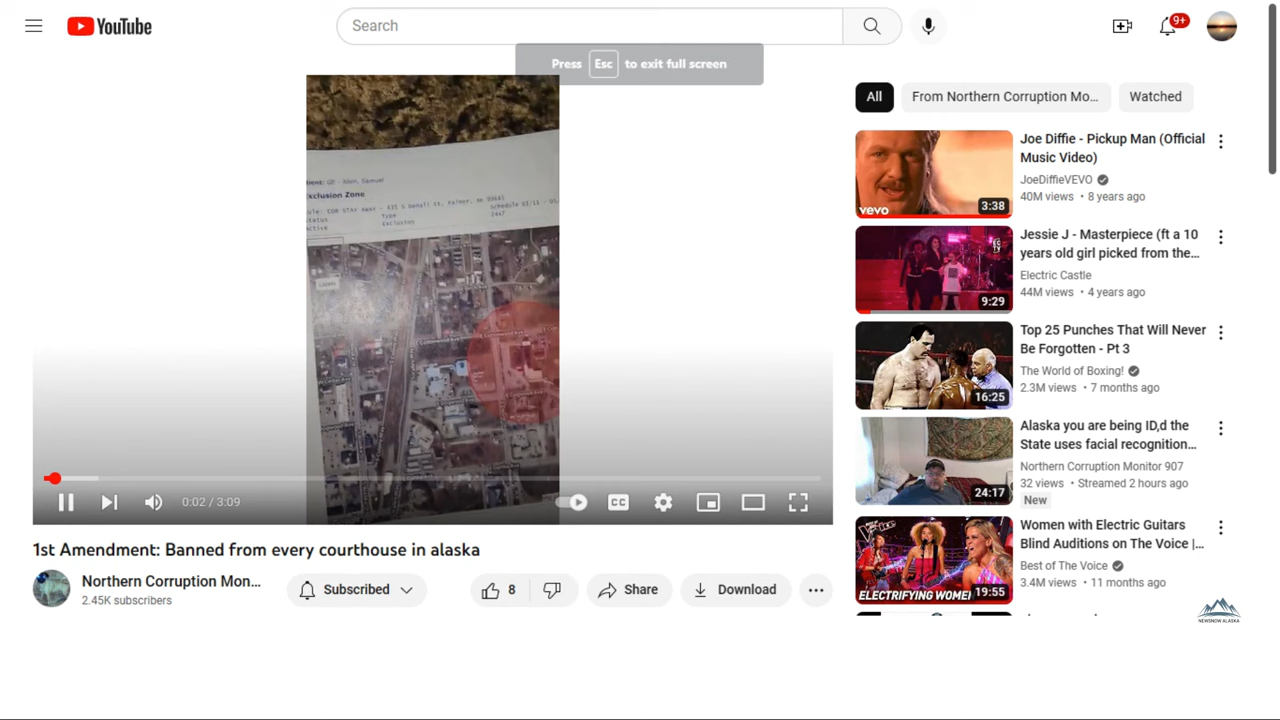 YouTube
Search
9+
Press Esc to exit full screen
All
From Northern Corruption Mo...
Watched
Exclusion Zone
Type
Exclusion
0:02 / 3:09
CC
1st Amendment: Banned from every courthouse in alaska
Northern Corruption Mon...
2.45K subscribers
Subscribed
8
Share
Download
vevo
3:38
Joe Diffie - Pickup Man (Official
Music Video)
JoeDiffieVEVO
40M views • 8 years ago
9:29
Jessie J - Masterpiece (ft a 10
years old girl picked from the...
Electric Castle
44M views • 4 years ago
16:25
Top 25 Punches That Will Never
Be Forgotten - Pt 3
The World of Boxing!
2.3M views • 7 months ago
24:17
Alaska you are being ID,d the
State uses facial recognition...
Northern Corruption Monitor 907
32 views • Streamed 2 hours ago
New
ELECTRIFYING WOMEN
19:55
Women with Electric Guitars
Blind Auditions on The Voice |...
Best of The Voice
3.4M views • 11 months ago
NEWSNOW ALASKA